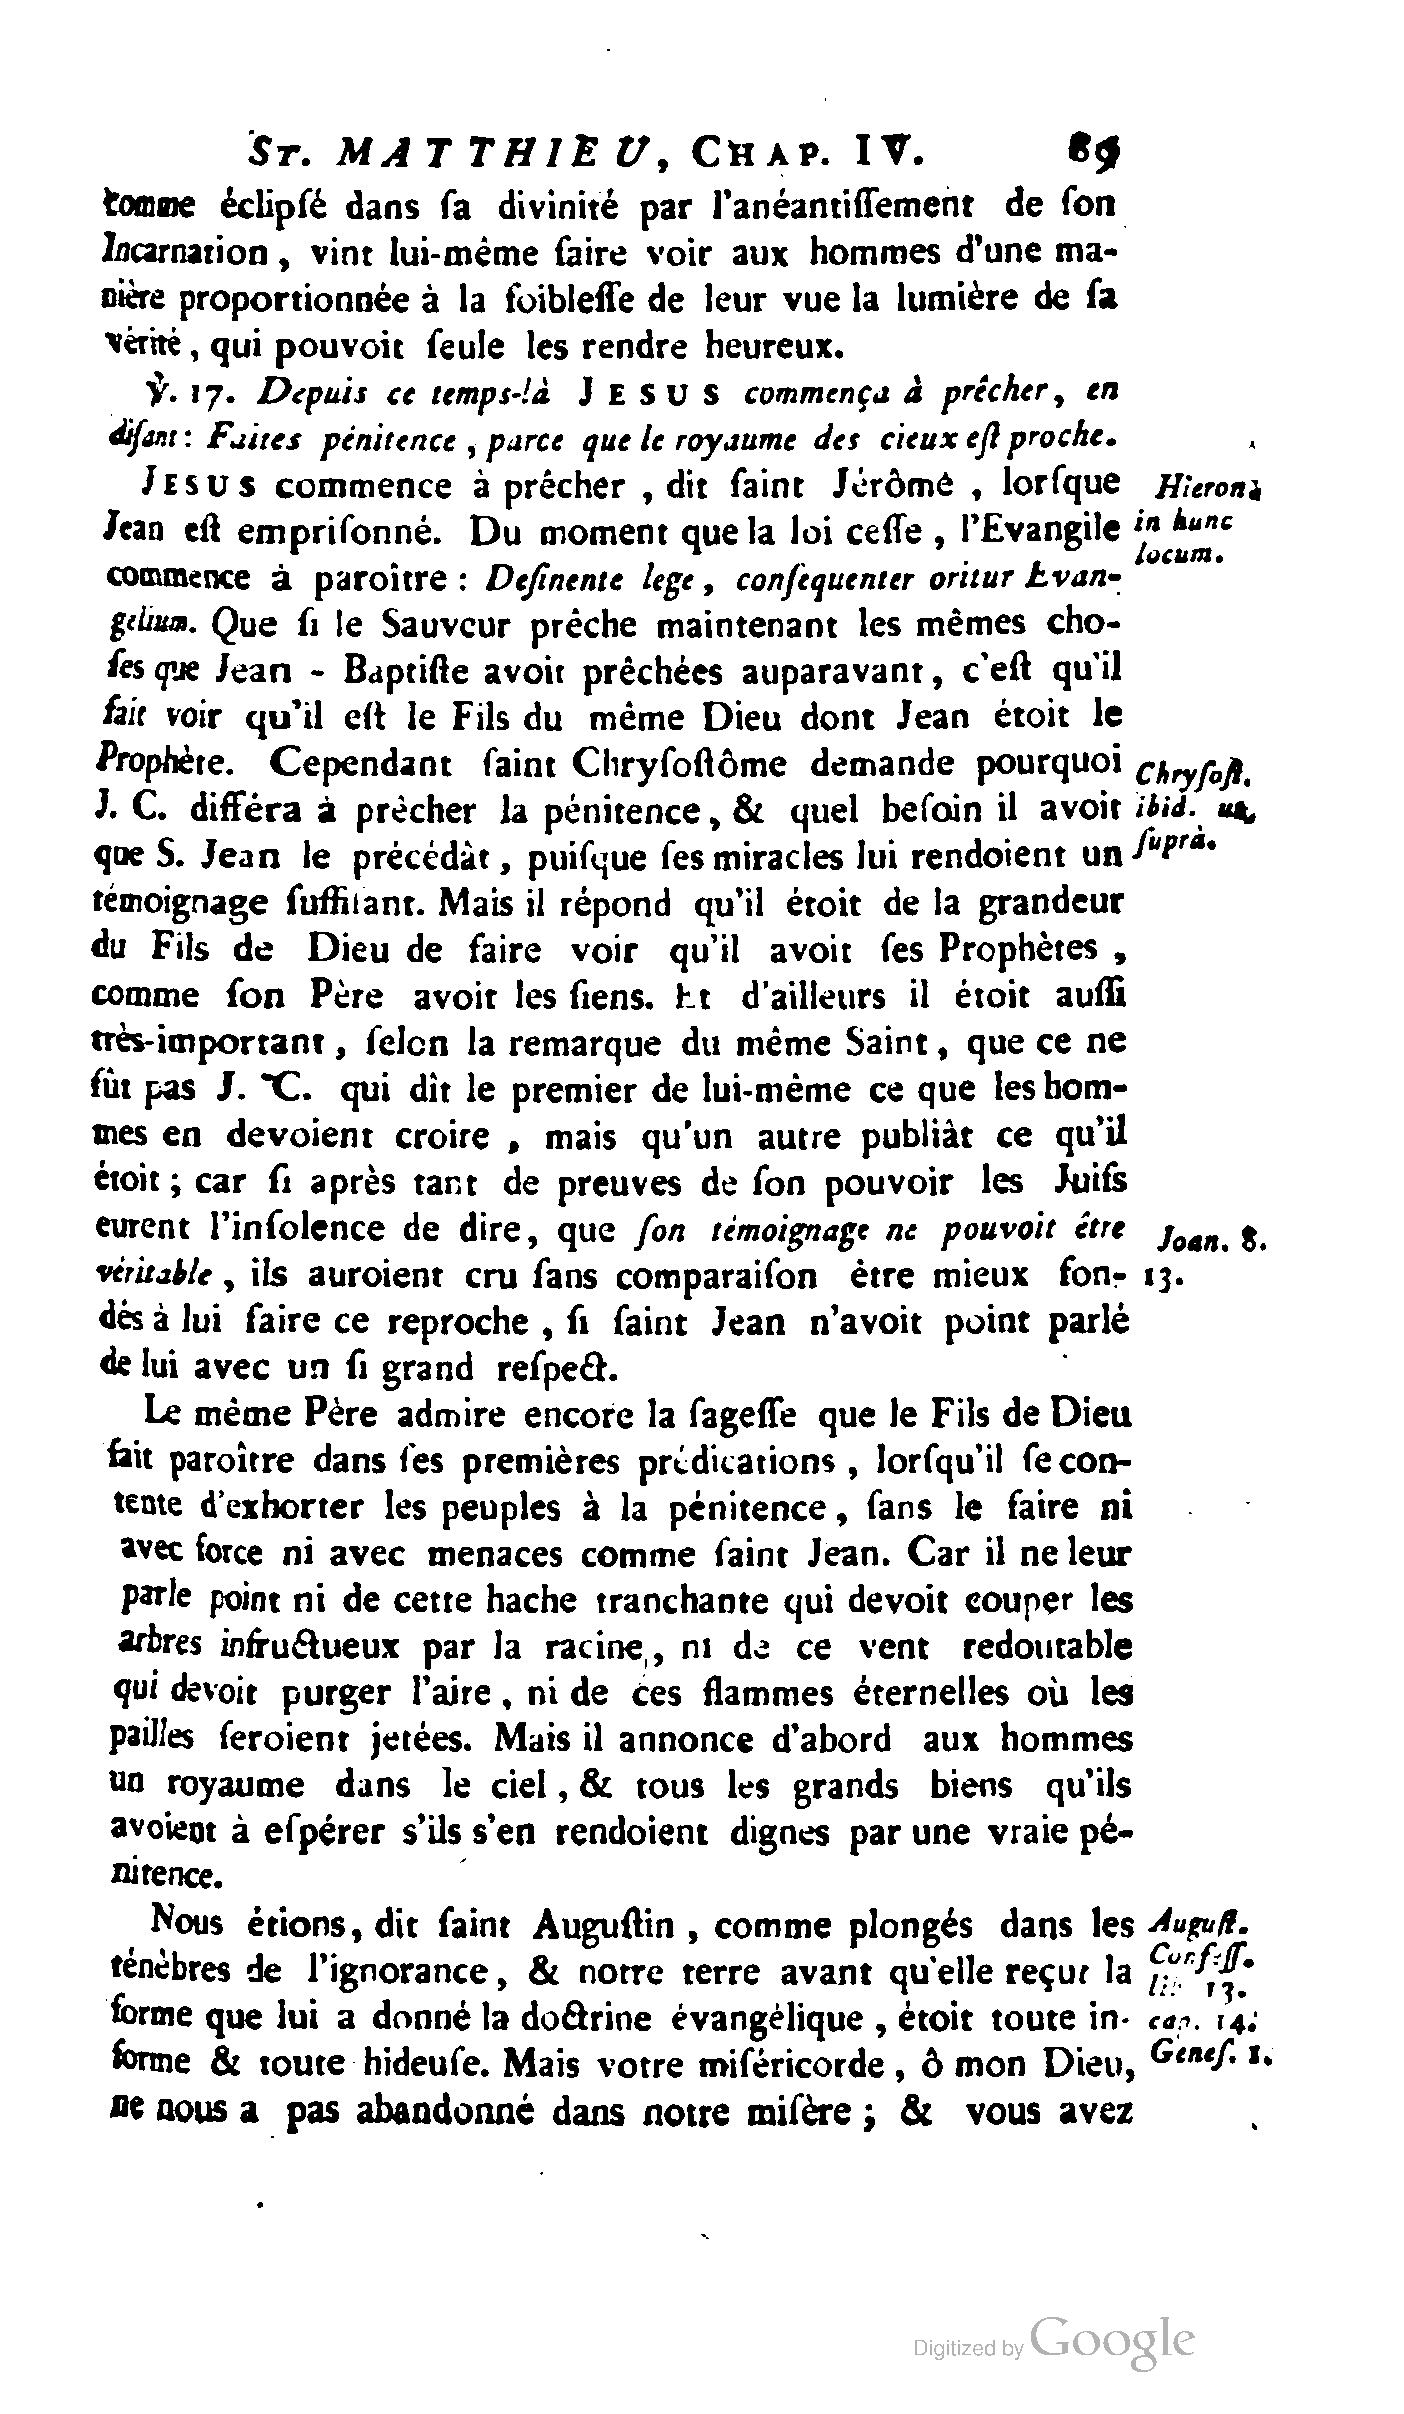 ST. MATTHIEU, CHAP. IV. 89
comme éclipſé dans ſa divinité par l'anéantiſſement de ſon
Incarnation, vint lui-même faire voir aux hommes d'une ma-
nière proportionnée à la foibleſſe de leur vue la lumière de ſa
vérité, qui pouvoit ſeule les rendre heureux.
℣. 17. Depuis ce temps-là JESUS commença à prêcher, en
diſant: Faites pénitence, parce que le royaume des cieux eſt proche.
JESUS commence à prêcher, dit ſaint Jérôme, lorſque
Hieron.
Jean eſt empriſonné. Du moment que la loi ceſſe, l'Evangile
in hunc
locum.
commence à paroître: Deſinente lege, conſequenter oritur Evan-
gelium. Que ſi le Sauveur prêche maintenant les mêmes cho-
ſes que Jean-Baptiſte avoit prêchées auparavant, c'eſt qu'il
fait voir qu'il eſt le Fils du même Dieu dont Jean étoit le
Prophète. Cependant ſaint Chryſoſtôme demande pourquoi
Chryſoſt.
J. C. différa à prêcher la pénitence, & quel beſoin il avoit
ibid. ut
que S. Jean le précédât, puiſque ſes miracles lui rendoient un
ſuprà.
témoignage ſuffiſant. Mais il répond qu'il étoit de la grandeur
du Fils de Dieu de faire voir qu'il avoit ſes Prophètes,
comme ſon Père avoit les ſiens. Et d'ailleurs il étoit auſſi
très-important, ſelon la remarque du même Saint, que ce ne
fût pas J. C. qui dît le premier de lui-même ce que les hom-
mes en devoient croire, mais qu'un autre publiât ce qu'il
étoit; car ſi après tant de preuves de ſon pouvoir les Juifs
eurent l'inſolence de dire, que ſon témoignage ne pouvoit être
Joan. 8.
véritable, ils auroient cru ſans comparaiſon être mieux fon-
13.
dés à lui faire ce reproche, ſi ſaint Jean n'avoit point parlé
de lui avec un ſi grand reſpect.
Le même Père admire encore la ſageſſe que le Fils de Dieu
fait paroître dans ſes premières prédications, lorſqu'il ſe con-
tente d'exhorter les peuples à la pénitence, ſans le faire ni
avec force ni avec menaces comme ſaint Jean. Car il ne leur
parle point ni de cette hache tranchante qui devoit couper les
arbres infructueux par la racine, ni de ce vent redoutable
qui devoit purger l'aire, ni de ces flammes éternelles où les
pailles ſeroient jetées. Mais il annonce d'abord aux hommes
un royaume dans le ciel, & tous les grands biens qu'ils
avoient à eſpérer s'ils s'en rendoient dignes par une vraie pé-
nitence.
Nous étions, dit ſaint Auguſtin, comme plongés dans les
Auguſt.
ténèbres de l'ignorance, & notre terre avant qu'elle reçut la
Confeſſ.
lib. 13.
forme que lui a donné la doctrine évangélique, étoit toute in-
cap. 14.
forme & toute hideuſe. Mais votre miſéricorde, ô mon Dieu,
Geneſ. 1.
ne nous a pas abandonné dans notre miſère; & vous avez
Digitized by Google